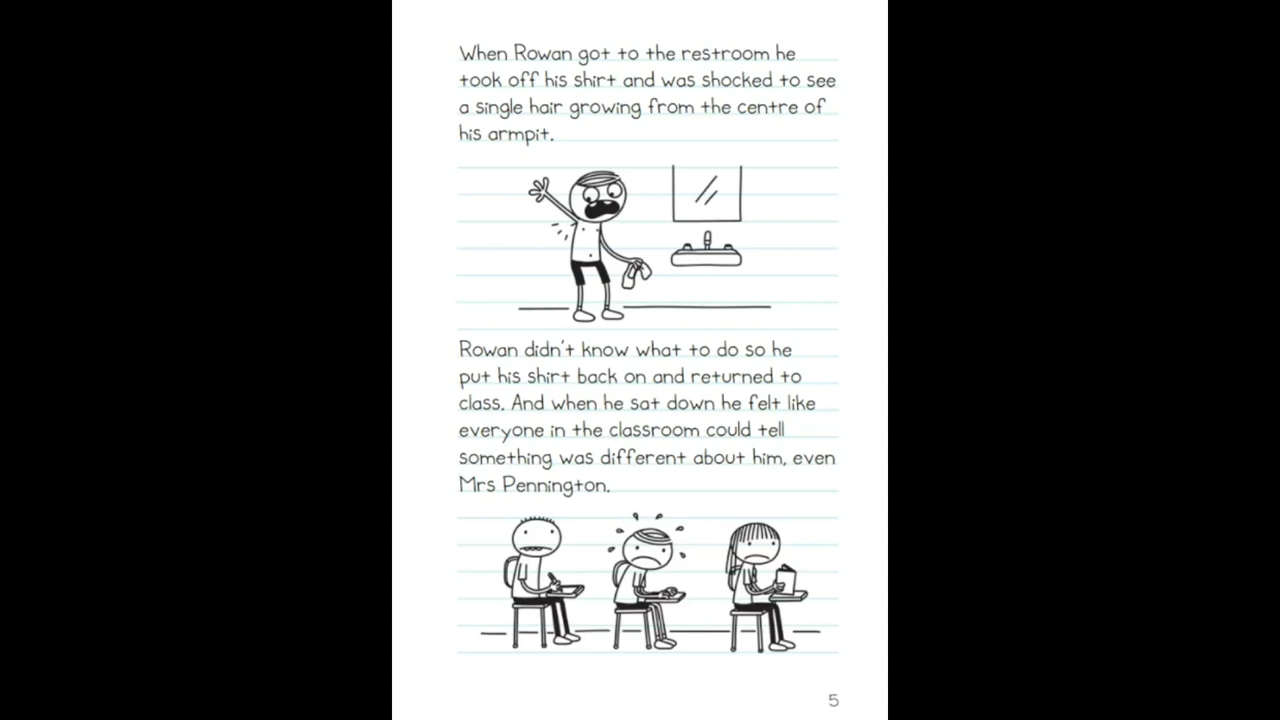 When Rowan got to the restroom he
took off his shirt and was shocked to see
a single hair growing from the centre of
his armpit.
Rowan didn't know what to do so he
put his shirt back on and returned to
class. And when he sat down he felt like
everyone in the classroom could tell
something was different about him, even
Mrs Pennington.
5